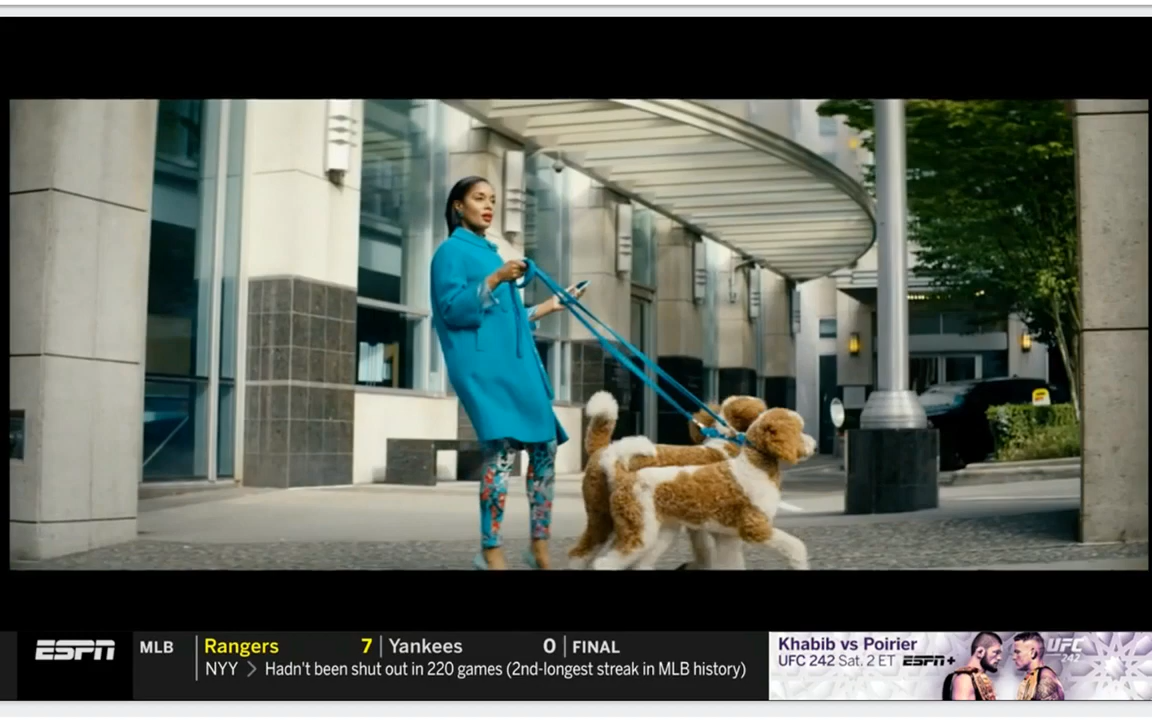 ESPN MLB Rangers 7 Yankees 0 FINAL
NYY > Hadn't been shut out in 220 games (2nd-longest streak in MLB history)
Khabib vs Poirier
UFC 242 Sat. 2 ET ESPN+
UFC
242